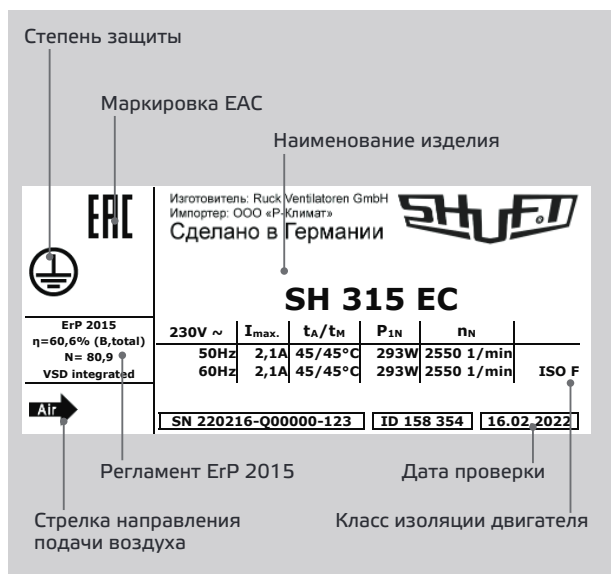 Степень защиты
Маркировка EAC
Наименование изделия
EAC
Изготовитель: Ruck Ventilatoren GmbH
Импортер: ООО «Р-Климат»
Сделано в Германии
SHUFT
SH 315 EC
ErP 2015
η=60,6% (B,total)
N= 80,9
VSD integrated
230V ~ Imax. tA/tM P1N nN
50Hz 2,1A 45/45°C 293W 2550 1/min
60Hz 2,1A 45/45°C 293W 2550 1/min ISO F
Air
SN 220216-Q00000-123 ID 158 354 16.02.2022
Регламент ErP 2015
Дата проверки
Стрелка направления
подачи воздуха
Класс изоляции двигателя